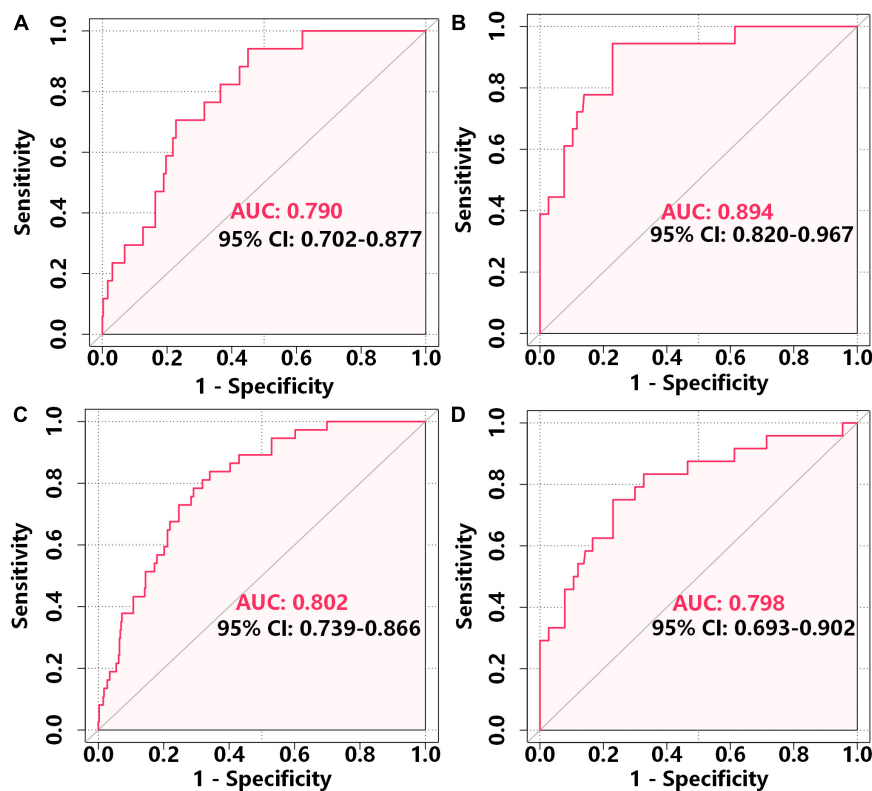 A
1.0
0.8
0.6
0.4
0.2
0.0
Sensitivity
AUC: 0.790
95% CI: 0.702-0.877
0.0 0.2 0.4 0.6 0.8 1.0
1 - Specificity
B
1.0
0.8
0.6
0.4
0.2
0.0
Sensitivity
AUC: 0.894
95% CI: 0.820-0.967
0.0 0.2 0.4 0.6 0.8 1.0
1 - Specificity
C
1.0
0.8
0.6
0.4
0.2
0.0
Sensitivity
AUC: 0.802
95% CI: 0.739-0.866
0.0 0.2 0.4 0.6 0.8 1.0
1 - Specificity
D
1.0
0.8
0.6
0.4
0.2
0.0
Sensitivity
AUC: 0.798
95% CI: 0.693-0.902
0.0 0.2 0.4 0.6 0.8 1.0
1 - Specificity